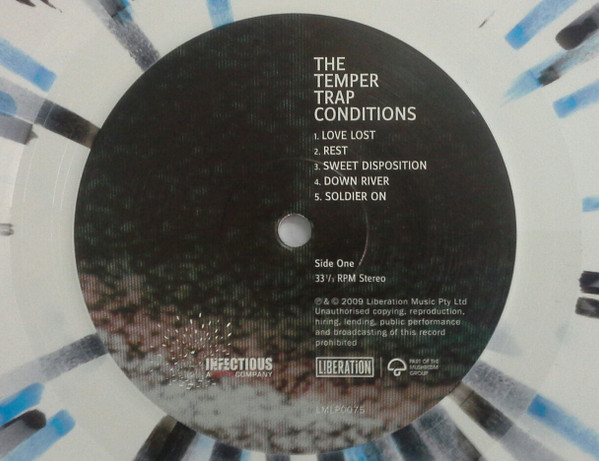 THE
TEMPER
TRAP
CONDITIONS
1. LOVE LOST
2. REST
3. SWEET DISPOSITION
4. DOWN RIVER
5. SOLDIER ON
Side One
33⅓ RPM Stereo
℗ & © 2009 Liberation Music Pty Ltd
Unauthorised copying, reproduction,
hiring, lending, public performance
and broadcasting of this record
prohibited
INFECTIOUS
A COMPANY
LIBERATION
PART OF THE
MUSHROOM
GROUP
LMLP0075